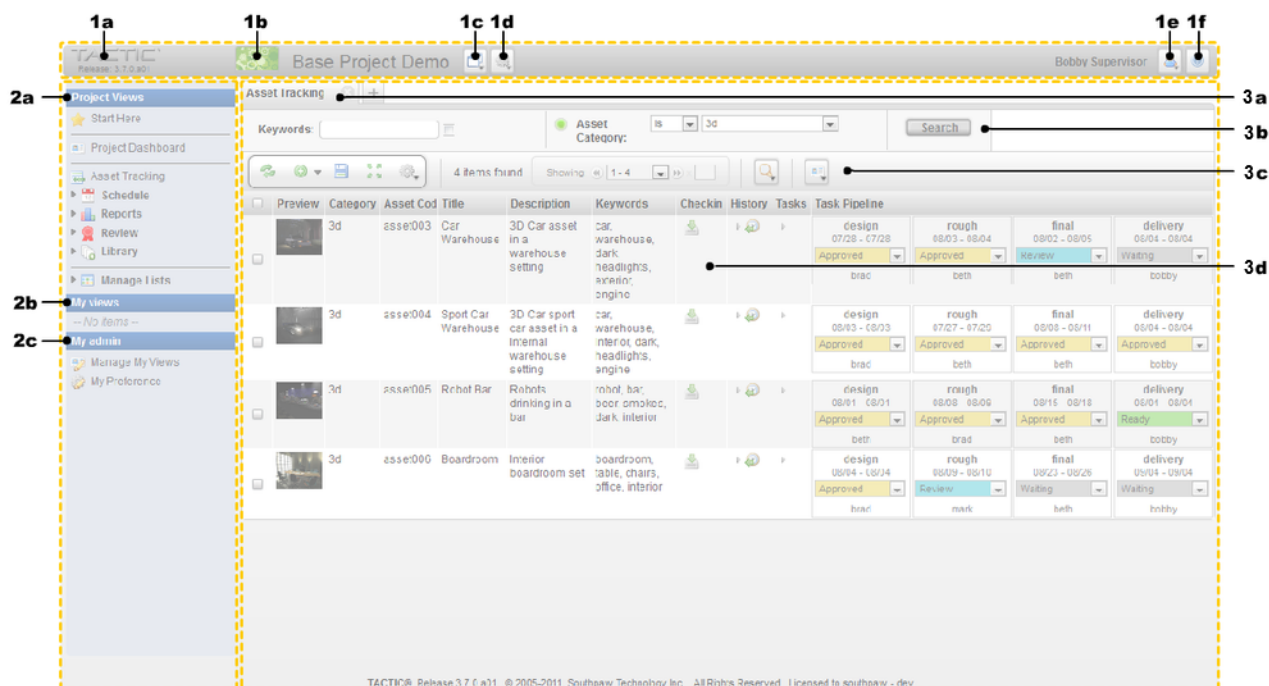 1a 1b 1c 1d 1e 1f
TACTIC
Release: 3.7.0.a01
Base Project Demo
Bobby Supervisor
2a
Project Views
Start Here
Project Dashboard
Asset Tracking
Schedule
Reports
Review
Library
Manage Lists
2b
My views
-- No items --
2c
My admin
Manage My Views
My Preference
Asset Tracking
3a
Keywords:
Asset Category:
is
3d
Search
3b
4 items found
Showing
1 - 4
3c
Preview Category Asset Cod Title Description Keywords Checkin History Tasks Task Pipeline
3d asset003 Car Warehouse
3D Car asset in a warehouse setting
car, warehouse, dark, headlights, exterior, engine
design rough final delivery
07/28 - 07/28 08/03 - 08/04 08/02 - 08/05 08/04 - 08/04
Approved Approved Review Waiting
brad beth beth bobby
3d
3d asset004 Sport Car Warehouse
3D Car sport car asset in a internal warehouse setting
car, warehouse, interior, dark, headlights, engine
design rough final delivery
08/03 - 08/03 07/27 - 07/29 08/08 - 08/11 08/04 - 08/04
Approved Approved Approved Approved
brad beth beth bobby
3d asset005 Robot Bar
Robots drinking in a bar
robot, bar, beer, smokes, dark, interior
design rough final delivery
08/01 - 08/01 08/08 - 08/09 08/15 - 08/18 08/01 - 08/01
Approved Approved Approved Ready
beth brad beth bobby
3d Boardroom
Interior boardroom set
boardroom, table, chairs, office, interior
design rough final delivery
08/04 - 08/04 08/09 - 08/10 08/23 - 08/26 09/04 - 09/04
Approved Review Waiting Waiting
brad mark beth bobby
TACTIC® Release 3.7.0.a01 © 2005-2011, Southpaw Technology Inc. All Rights Reserved. Licensed to southpaw - dev